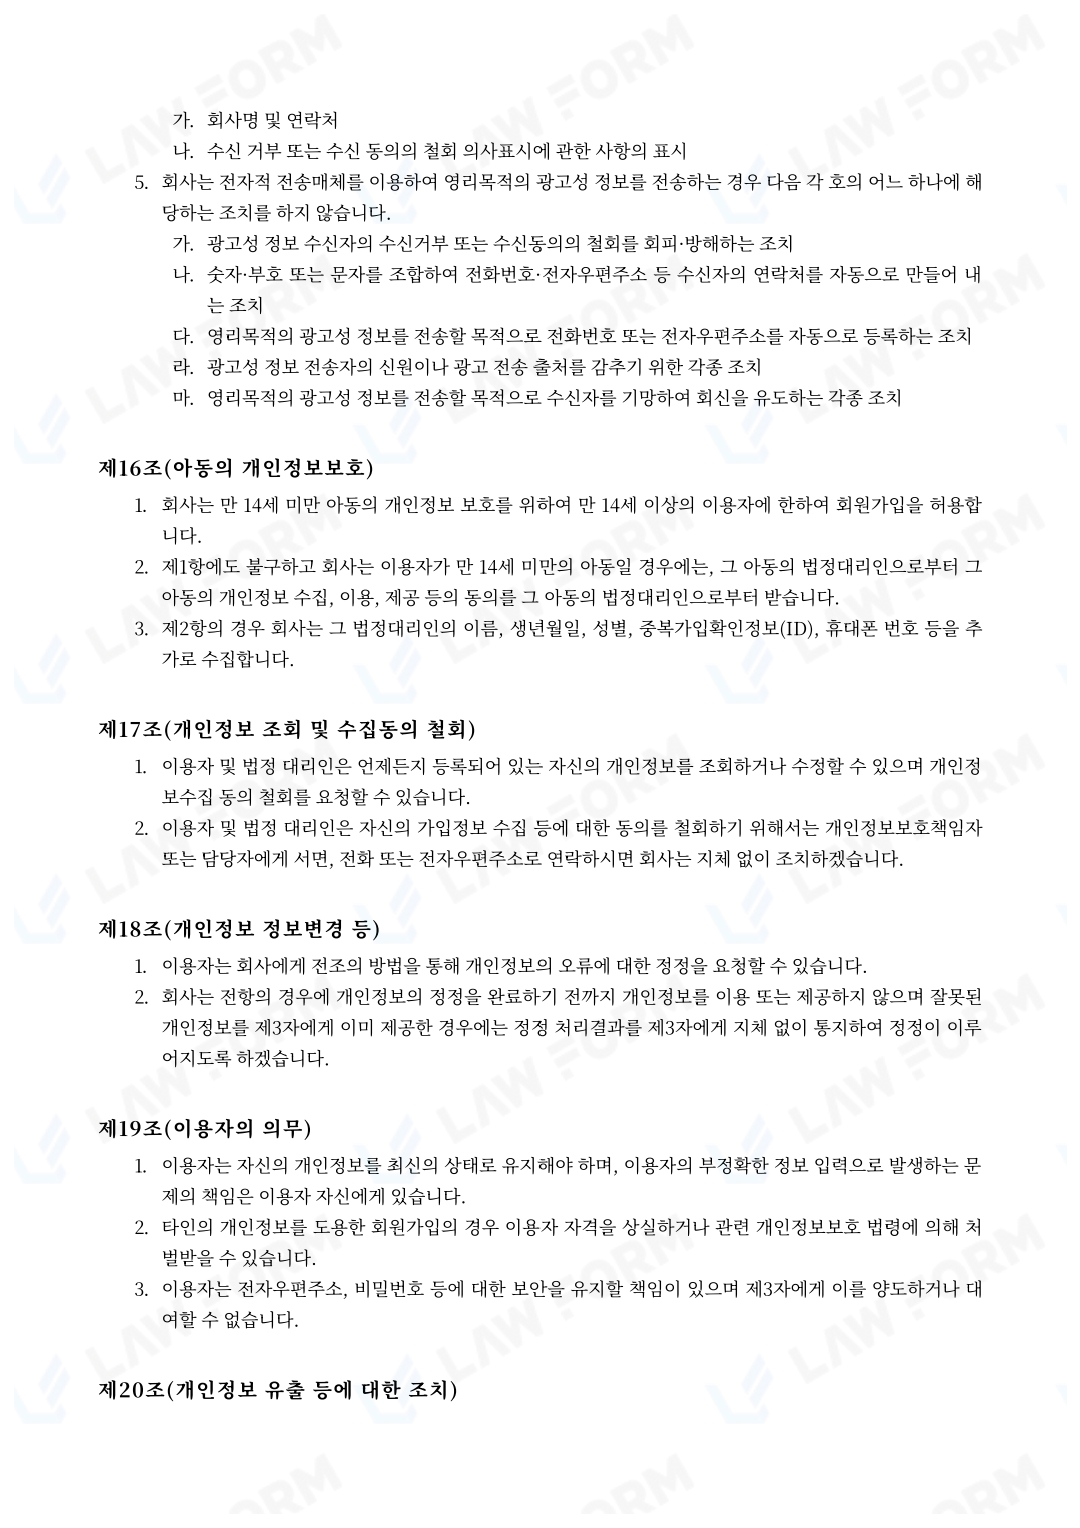 가. 회사명 및 연락처
나. 수신 거부 또는 수신 동의의 철회 의사표시에 관한 사항의 표시
5. 회사는 전자적 전송매체를 이용하여 영리목적의 광고성 정보를 전송하는 경우 다음 각 호의 어느 하나에 해
당하는 조치를 하지 않습니다.
가. 광고성 정보 수신자의 수신거부 또는 수신동의의 철회를 회피·방해하는 조치
나. 숫자·부호 또는 문자를 조합하여 전화번호·전자우편주소 등 수신자의 연락처를 자동으로 만들어 내
는 조치
다. 영리목적의 광고성 정보를 전송할 목적으로 전화번호 또는 전자우편주소를 자동으로 등록하는 조치
라. 광고성 정보 전송자의 신원이나 광고 전송 출처를 감추기 위한 각종 조치
마. 영리목적의 광고성 정보를 전송할 목적으로 수신자를 기망하여 회신을 유도하는 각종 조치
제16조(아동의 개인정보보호)
1. 회사는 만 14세 미만 아동의 개인정보 보호를 위하여 만 14세 이상의 이용자에 한하여 회원가입을 허용합
니다.
2. 제1항에도 불구하고 회사는 이용자가 만 14세 미만의 아동일 경우에는, 그 아동의 법정대리인으로부터 그
아동의 개인정보 수집, 이용, 제공 등의 동의를 그 아동의 법정대리인으로부터 받습니다.
3. 제2항의 경우 회사는 그 법정대리인의 이름, 생년월일, 성별, 중복가입확인정보(ID), 휴대폰 번호 등을 추
가로 수집합니다.
제17조(개인정보 조회 및 수집동의 철회)
1. 이용자 및 법정 대리인은 언제든지 등록되어 있는 자신의 개인정보를 조회하거나 수정할 수 있으며 개인정
보수집 동의 철회를 요청할 수 있습니다.
2. 이용자 및 법정 대리인은 자신의 가입정보 수집 등에 대한 동의를 철회하기 위해서는 개인정보보호책임자
또는 담당자에게 서면, 전화 또는 전자우편주소로 연락하시면 회사는 지체 없이 조치하겠습니다.
제18조(개인정보 정보변경 등)
1. 이용자는 회사에게 전조의 방법을 통해 개인정보의 오류에 대한 정정을 요청할 수 있습니다.
2. 회사는 전항의 경우에 개인정보의 정정을 완료하기 전까지 개인정보를 이용 또는 제공하지 않으며 잘못된
개인정보를 제3자에게 이미 제공한 경우에는 정정 처리결과를 제3자에게 지체 없이 통지하여 정정이 이루
어지도록 하겠습니다.
제19조(이용자의 의무)
1. 이용자는 자신의 개인정보를 최신의 상태로 유지해야 하며, 이용자의 부정확한 정보 입력으로 발생하는 문
제의 책임은 이용자 자신에게 있습니다.
2. 타인의 개인정보를 도용한 회원가입의 경우 이용자 자격을 상실하거나 관련 개인정보보호 법령에 의해 처
벌받을 수 있습니다.
3. 이용자는 전자우편주소, 비밀번호 등에 대한 보안을 유지할 책임이 있으며 제3자에게 이를 양도하거나 대
여할 수 없습니다.
제20조(개인정보 유출 등에 대한 조치)